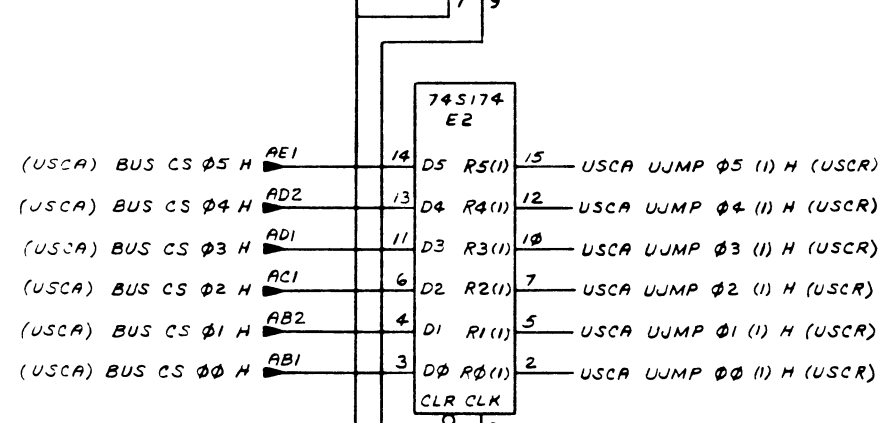 7 9
74S174
E2
(USCA) BUS CS Ø5 H AE1 14 D5 R5(1) 15 USCA UJMP Ø5 (1) H (USCR)
(USCA) BUS CS Ø4 H AD2 13 D4 R4(1) 12 USCA UJMP Ø4 (1) H (USCR)
(USCA) BUS CS Ø3 H AD1 11 D3 R3(1) 1Ø USCA UJMP Ø3 (1) H (USCR)
(USCA) BUS CS Ø2 H AC1 6 D2 R2(1) 7 USCA UJMP Ø2 (1) H (USCR)
(USCA) BUS CS Ø1 H AB2 4 D1 R1(1) 5 USCA UJMP Ø1 (1) H (USCR)
(USCA) BUS CS ØØ H AB1 3 DØ RØ(1) 2 USCA UJMP ØØ (1) H (USCR)
CLR CLK